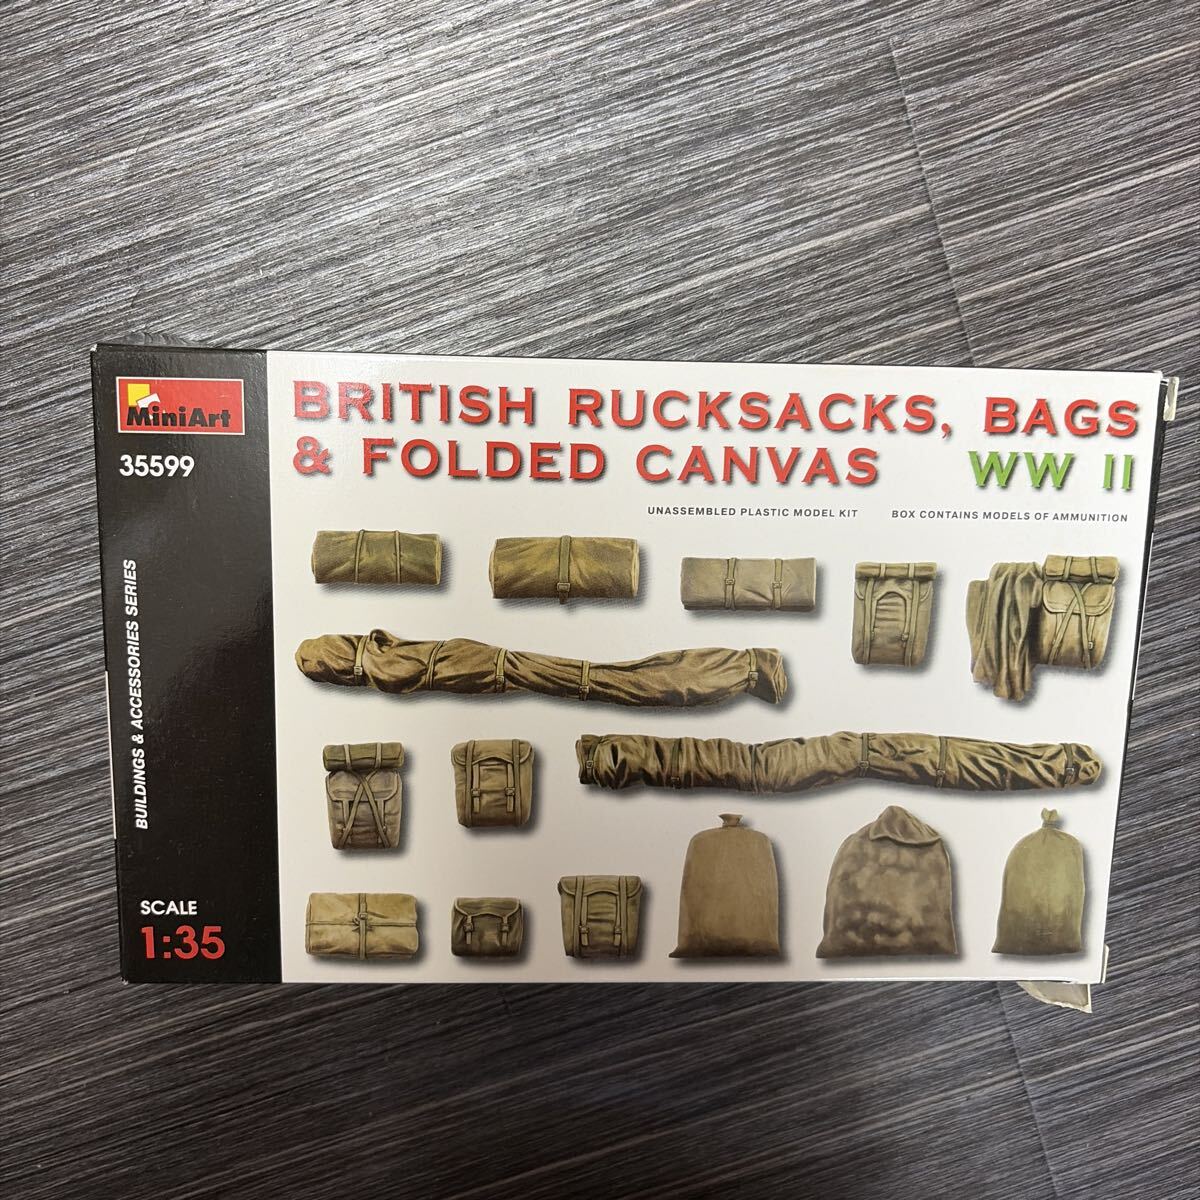 MiniArt
35599
BUILDINGS & ACCESSORIES SERIES
SCALE
1:35
BRITISH RUCKSACKS, BAGS
& FOLDED CANVAS WW II
UNASSEMBLED PLASTIC MODEL KIT BOX CONTAINS MODELS OF AMMUNITION